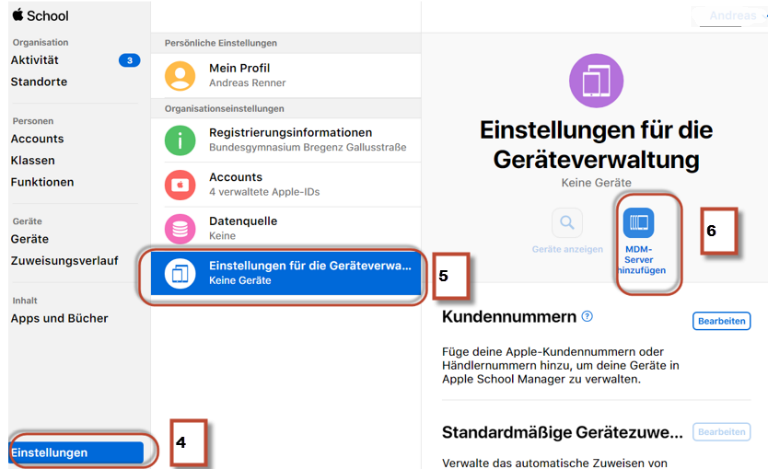 School
Organisation
Aktivität 3
Standorte
Personen
Accounts
Klassen
Funktionen
Geräte
Geräte
Zuweisungsverlauf
Inhalt
Apps und Bücher
Einstellungen
4
Persönliche Einstellungen
Mein Profil
Andreas Renner
Organisationseinstellungen
Registrierungsinformationen
Bundesgymnasium Bregenz Gallusstraße
Accounts
4 verwaltete Apple-IDs
Datenquelle
Keine
Einstellungen für die Geräteverwa...
Keine Geräte
5
Andreas
Einstellungen für die
Geräteverwaltung
Keine Geräte
Geräte anzeigen
MDM-
Server
hinzufügen
6
Kundennummern ?
Bearbeiten
Füge deine Apple-Kundennummern oder
Händlernummern hinzu, um deine Geräte in
Apple School Manager zu verwalten.
Standardmäßige Gerätezuwe...
Bearbeiten
Verwalte das automatische Zuweisen von